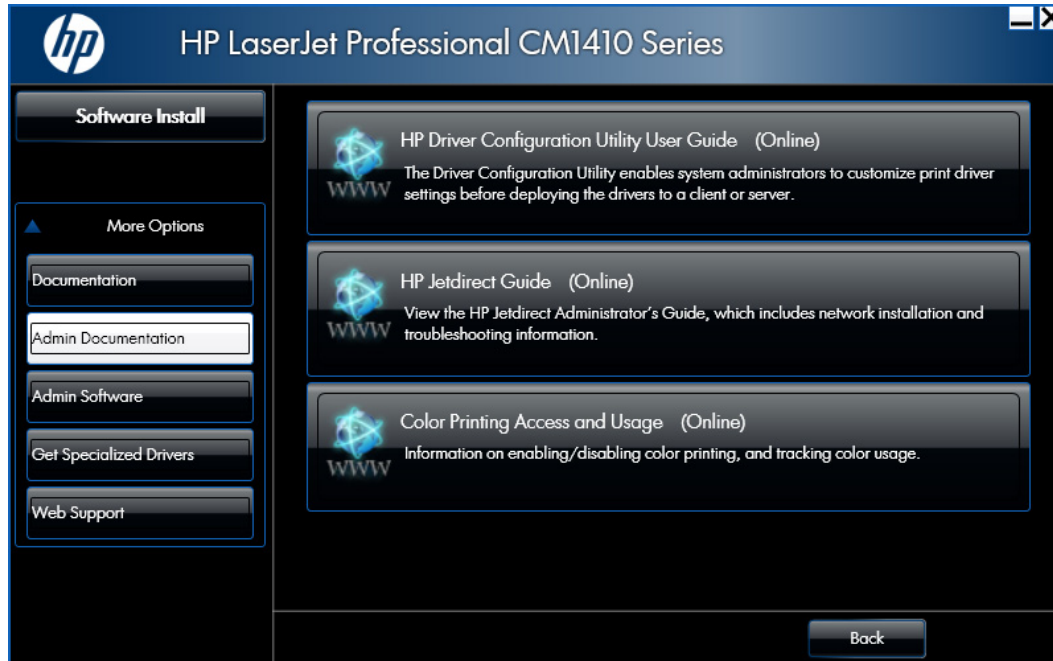 hp
HP LaserJet Professional CM1410 Series
Software Install
More Options
Documentation
Admin Documentation
Admin Software
Get Specialized Drivers
Web Support
www
HP Driver Configuration Utility User Guide (Online)
The Driver Configuration Utility enables system administrators to customize print driver
settings before deploying the drivers to a client or server.
www
HP Jetdirect Guide (Online)
View the HP Jetdirect Administrator's Guide, which includes network installation and
troubleshooting information.
www
Color Printing Access and Usage (Online)
Information on enabling/disabling color printing, and tracking color usage.
Back